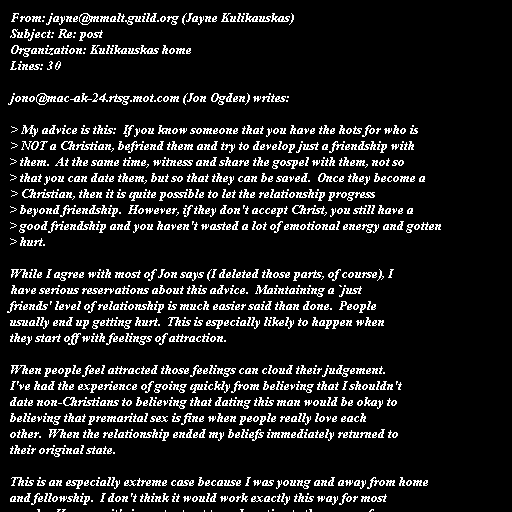 From: jayne@mmalt.guild.org (Jayne Kulikauskas)
Subject: Re: post
Organization: Kulikauskas home
Lines: 30

jono@mac-ak-24.rtsg.mot.com (Jon Ogden) writes:

> My advice is this:  If you know someone that you have the hots for who is
> NOT a Christian, befriend them and try to develop just a friendship with
> them.  At the same time, witness and share the gospel with them, not so
> that you can date them, but so that they can be saved.  Once they become a
> Christian, then it is quite possible to let the relationship progress
> beyond friendship.  However, if they don't accept Christ, you still have a
> good friendship and you haven't wasted a lot of emotional energy and gotten
> hurt.

While I agree with most of Jon says (I deleted those parts, of course), I
have serious reservations about this advice.  Maintaining a `just
friends' level of relationship is much easier said than done.  People
usually end up getting hurt.  This is especially likely to happen when
they start off with feelings of attraction.

When people feel attracted those feelings can cloud their judgement.
I've had the experience of going quickly from believing that I shouldn't
date non-Christians to believing that dating this man would be okay to
believing that premarital sex is fine when people really love each
other.  When the relationship ended my beliefs immediately returned to
their original state.

This is an especially extreme case because I was young and away from home
and fellowship.  I don't think it would work exactly this way for most